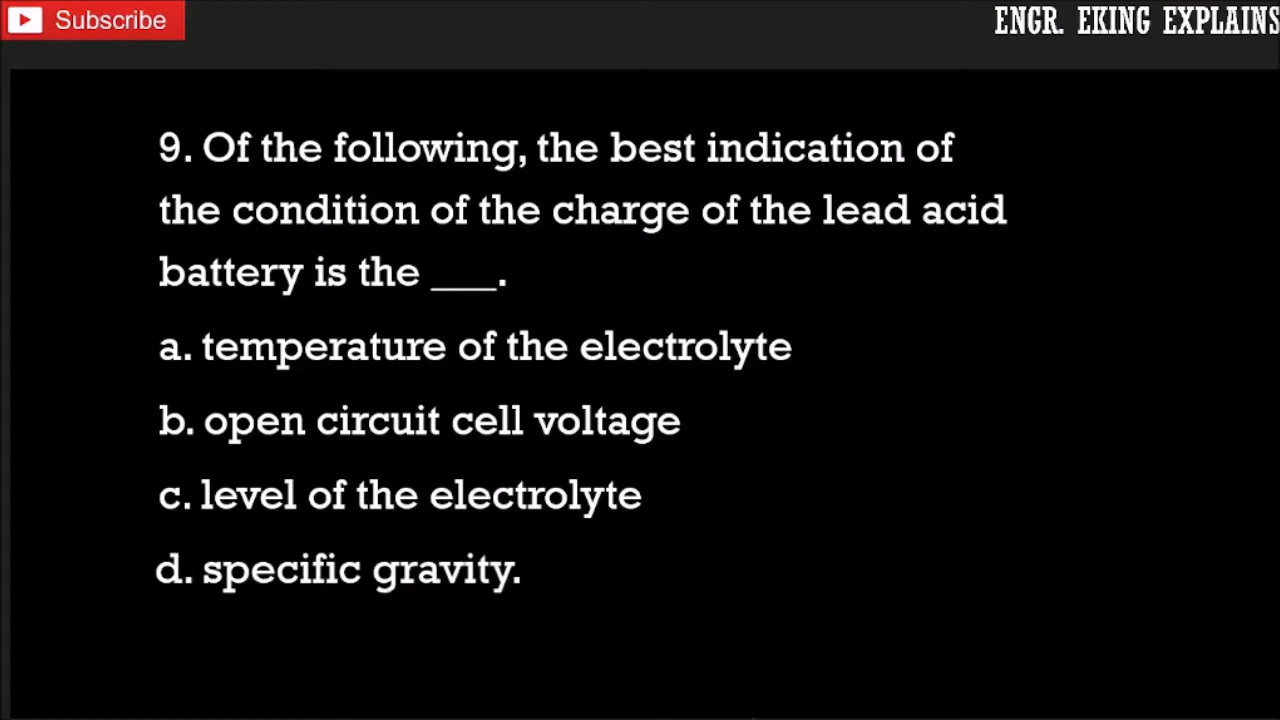 Subscribe
ENGR. EKING EXPLAINS
9. Of the following, the best indication of
the condition of the charge of the lead acid
battery is the ___.
a. temperature of the electrolyte
b. open circuit cell voltage
c. level of the electrolyte
d. specific gravity.